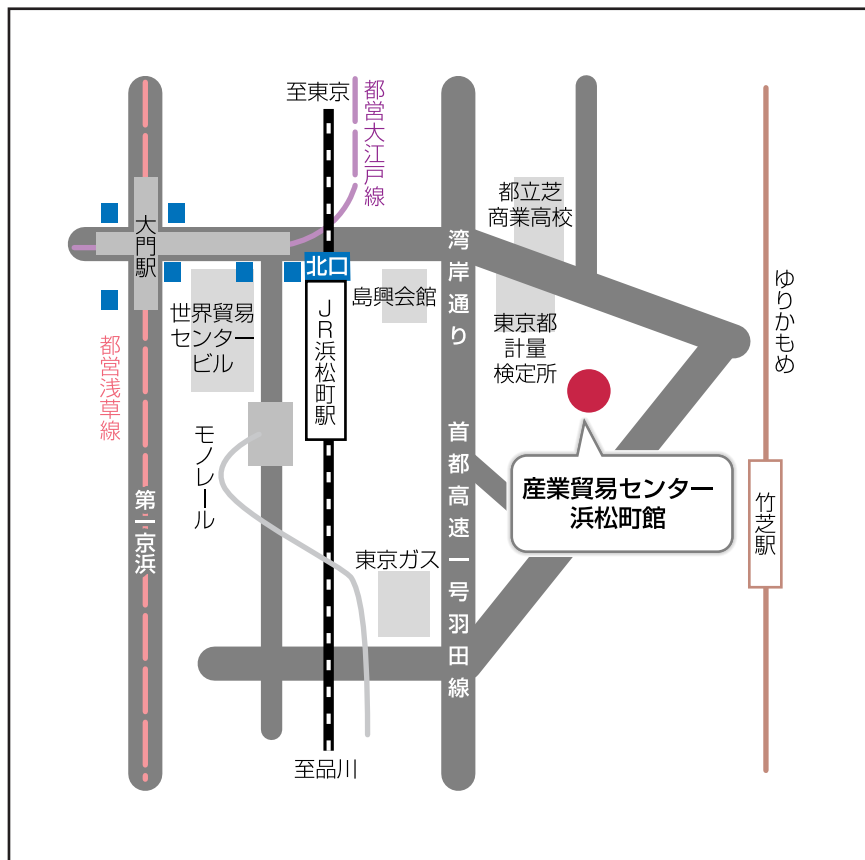 至東京
都営大江戸線
都立芝
商業高校
大門駅
湾岸通り
北口
ゆりかもめ
島興会館
世界貿易
センター
ビル
JR浜松町駅
東京都
計量
検定所
都営浅草線
モノレール
首都高速一号羽田線
産業貿易センター
浜松町館
第一京浜
竹芝駅
東京ガス
至品川